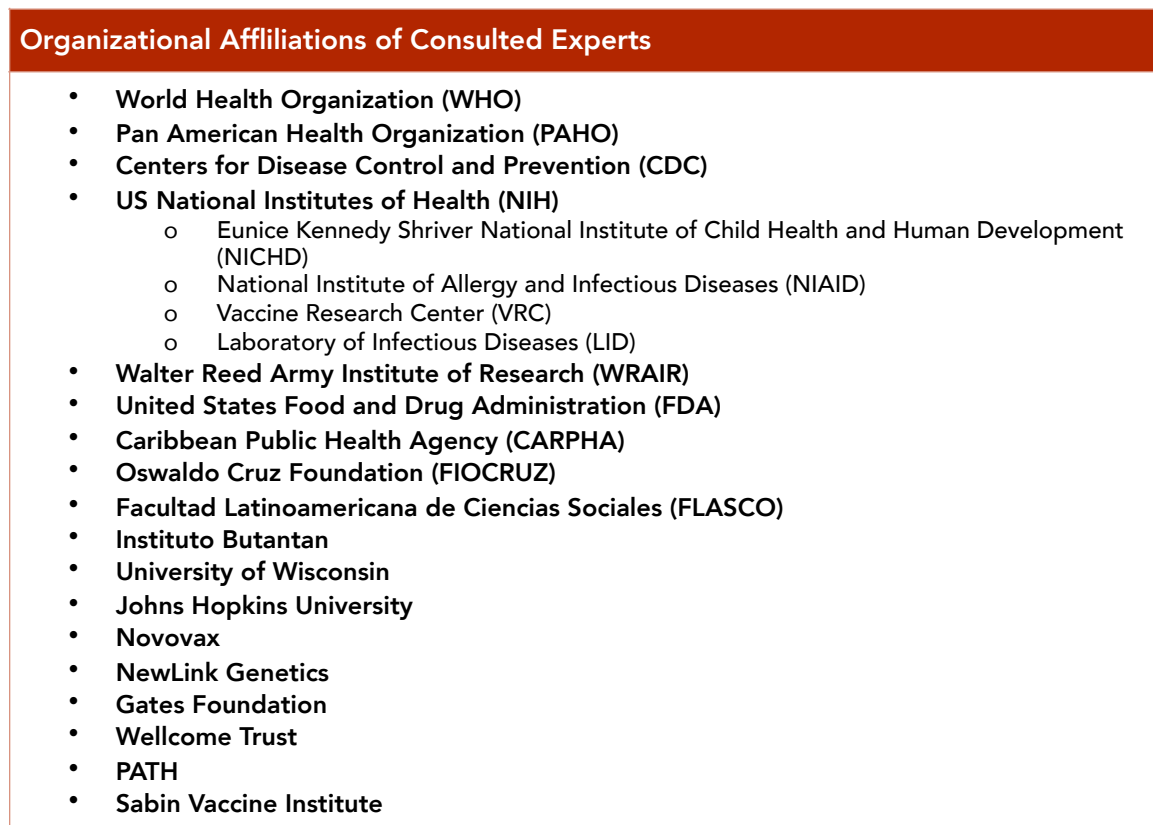 Organizational Affliliations of Consulted Experts
• World Health Organization (WHO)
• Pan American Health Organization (PAHO)
• Centers for Disease Control and Prevention (CDC)
• US National Institutes of Health (NIH)
o Eunice Kennedy Shriver National Institute of Child Health and Human Development
(NICHD)
o National Institute of Allergy and Infectious Diseases (NIAID)
o Vaccine Research Center (VRC)
o Laboratory of Infectious Diseases (LID)
• Walter Reed Army Institute of Research (WRAIR)
• United States Food and Drug Administration (FDA)
• Caribbean Public Health Agency (CARPHA)
• Oswaldo Cruz Foundation (FIOCRUZ)
• Facultad Latinoamericana de Ciencias Sociales (FLASCO)
• Instituto Butantan
• University of Wisconsin
• Johns Hopkins University
• Novovax
• NewLink Genetics
• Gates Foundation
• Wellcome Trust
• PATH
• Sabin Vaccine Institute